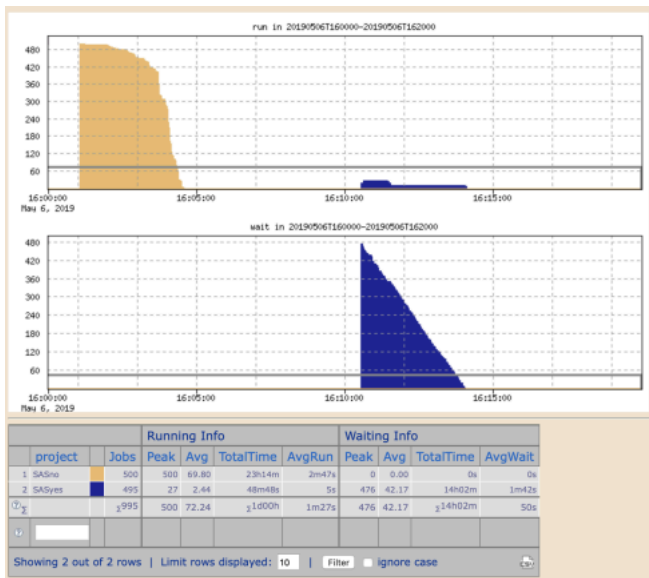 run in 20190506T160000-20190506T162000
480
420
360
300
240
180
120
60
16:00:00 16:05:00 16:10:00 16:15:00
May 6, 2019
wait in 20190506T160000-20190506T162000
480
420
360
300
240
180
120
60
16:00:00 16:05:00 16:10:00 16:15:00
May 6, 2019
Running Info Waiting Info
project Jobs Peak Avg TotalTime AvgRun Peak Avg TotalTime AvgWait
1 SASno 500 500 69.80 23h14m 2m47s 0 0.00 0s 0s
2 SASyes 495 27 2.44 48m48s 5s 476 42.17 14h02m 1m42s
? Σ Σ995 500 72.24 Σ1d00h 1m27s 476 42.17 Σ14h02m 50s
?
Showing 2 out of 2 rows | Limit rows displayed: 10 | Filter ignore case CSV